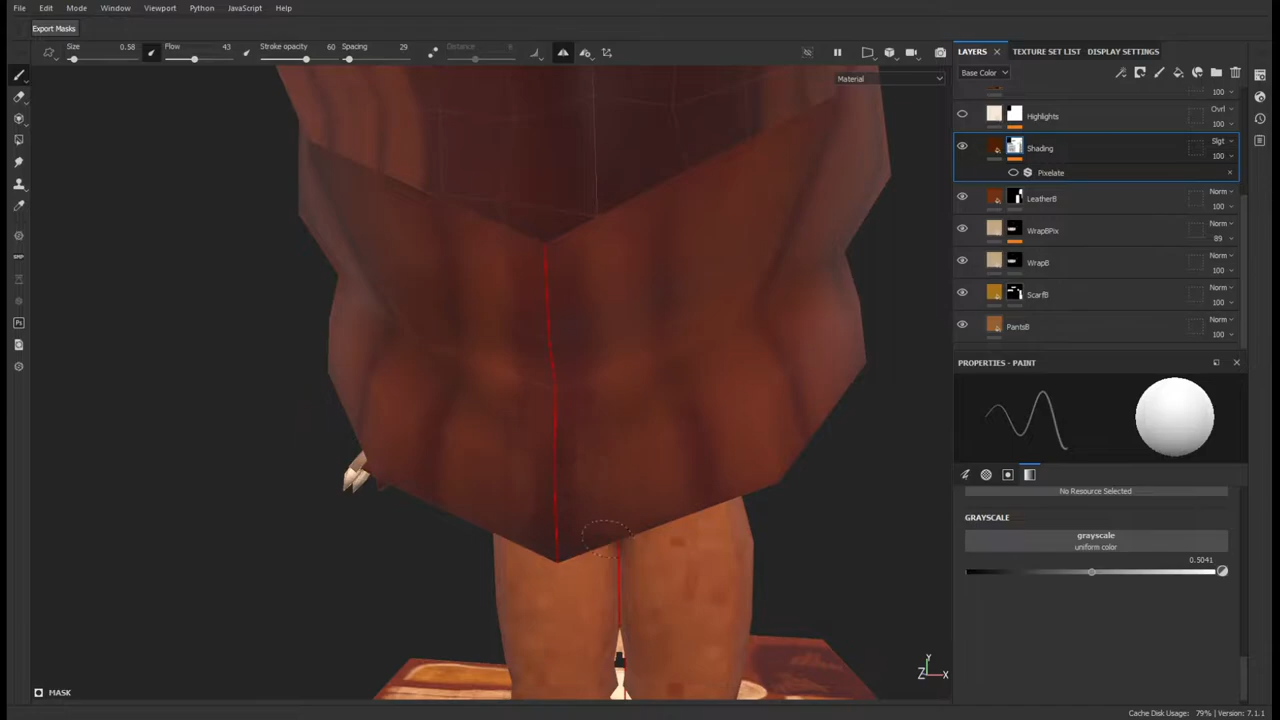 File Edit Mode Window Viewport Python JavaScript Help
Export Masks
Size 0.58 Flow 43 Stroke opacity 60 Spacing 29 Distance 8
Material
LAYERS × TEXTURE SET LIST DISPLAY SETTINGS
Base Color
100
Highlights Ovrl 100
Shading Slgt 100
Pixelate
LeatherB Norm 100
WrapBPix Norm 89
WrapB Norm 100
ScarfB Norm 100
PantsB Norm 100
PROPERTIES - PAINT
No Resource Selected
GRAYSCALE
grayscale
uniform color
0.5041
Y
Z X
MASK
Cache Disk Usage: 79% | Version: 7.1.1